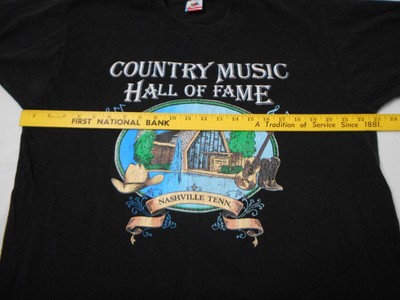 COUNTRY MUSIC
HALL OF FAME
FIRST NATIONAL BANK
A Tradition of Service Since 1881.
NASHVILLE TENN.